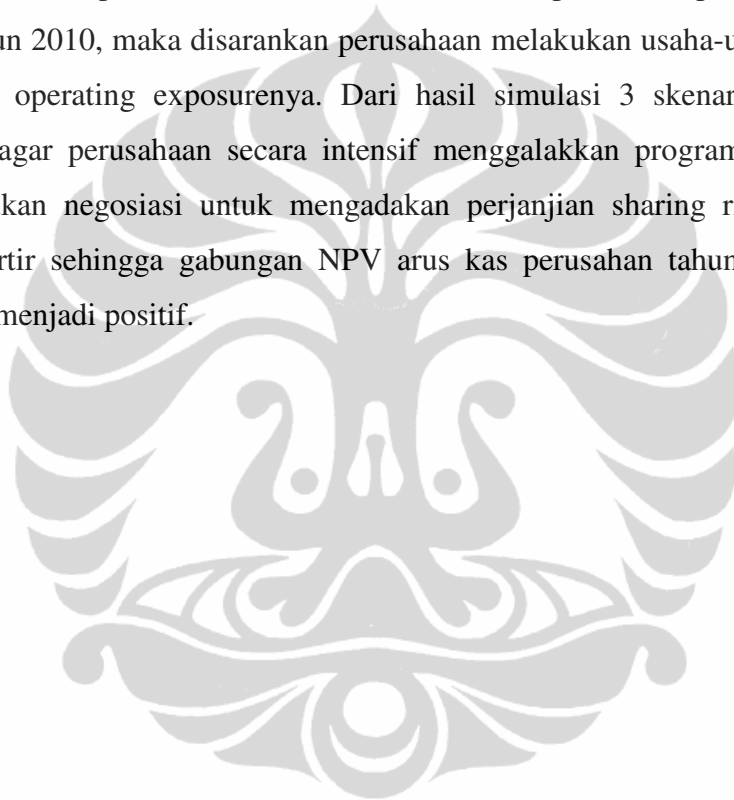 un 2010, maka disarankan perusahaan melakukan usaha-u
operating exposurenya. Dari hasil simulasi 3 skenar
agar perusahaan secara intensif menggalakkan program
kan negosiasi untuk mengadakan perjanjian sharing r
rtir sehingga gabungan NPV arus kas perusahan tahun
menjadi positif.